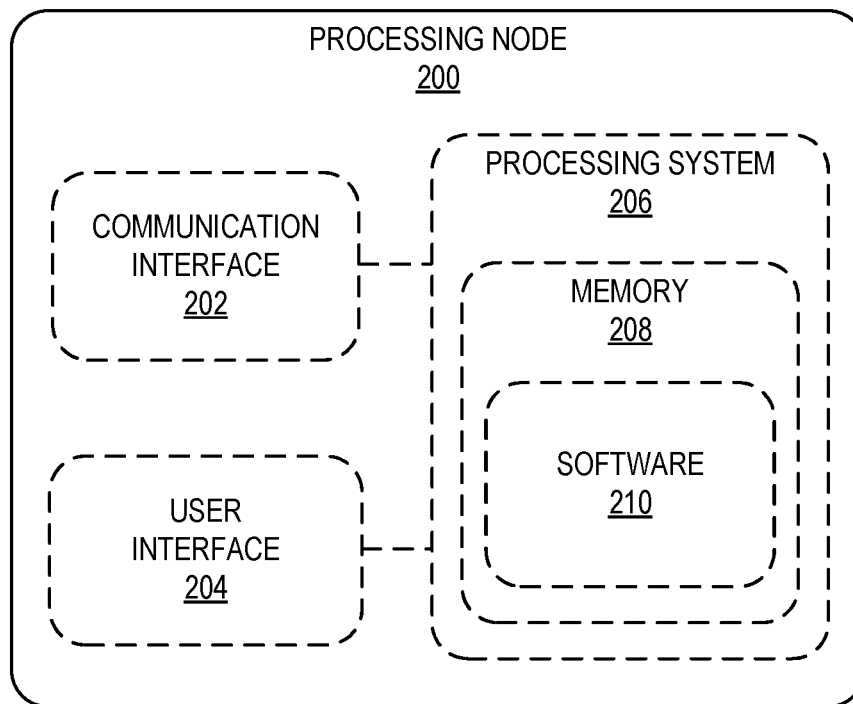 PROCESSING NODE
200
PROCESSING SYSTEM
206
COMMUNICATION
INTERFACE
202
MEMORY
208
SOFTWARE
210
USER
INTERFACE
204